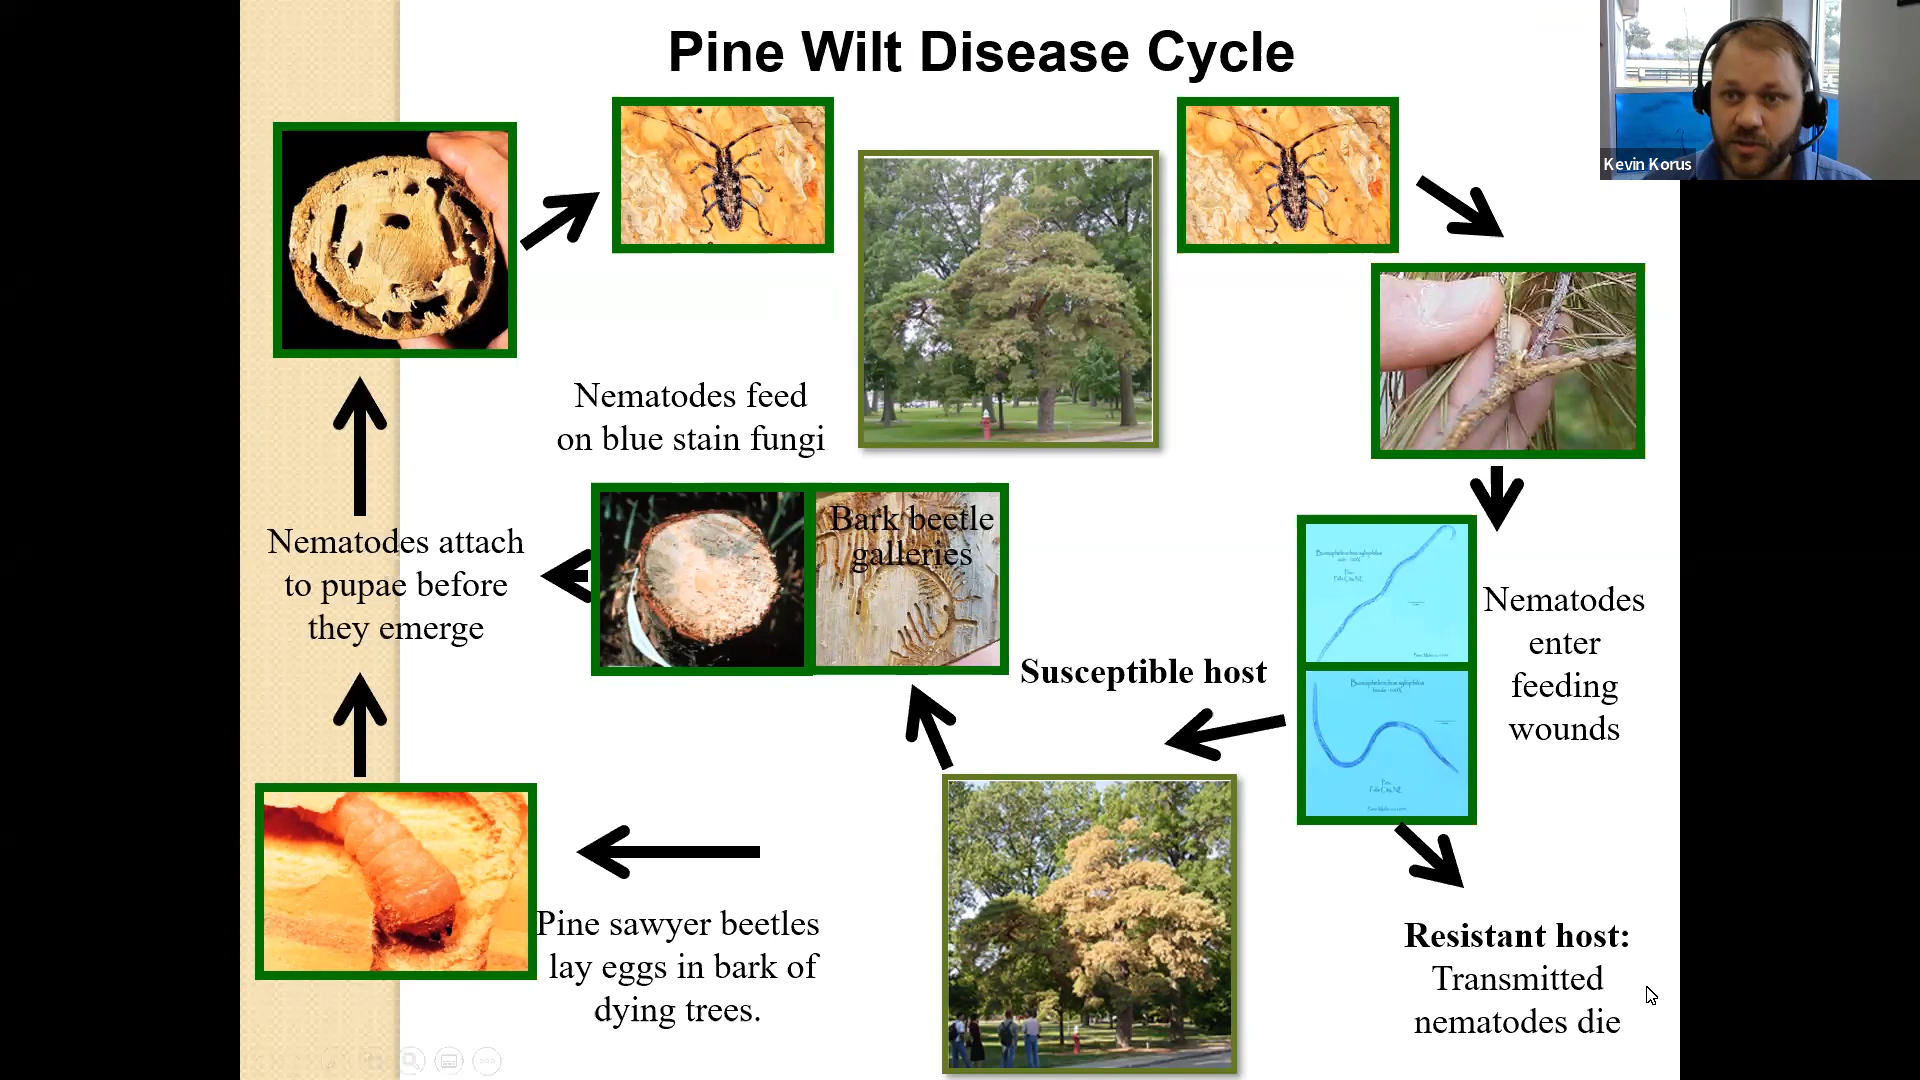 Pine Wilt Disease Cycle
Kevin Korus
Nematodes feed
on blue stain fungi
Bark beetle
galleries
Nematodes attach
to pupae before
they emerge
Susceptible host
Nematodes
enter
feeding
wounds
Pine sawyer beetles
lay eggs in bark of
dying trees.
Resistant host:
Transmitted
nematodes die